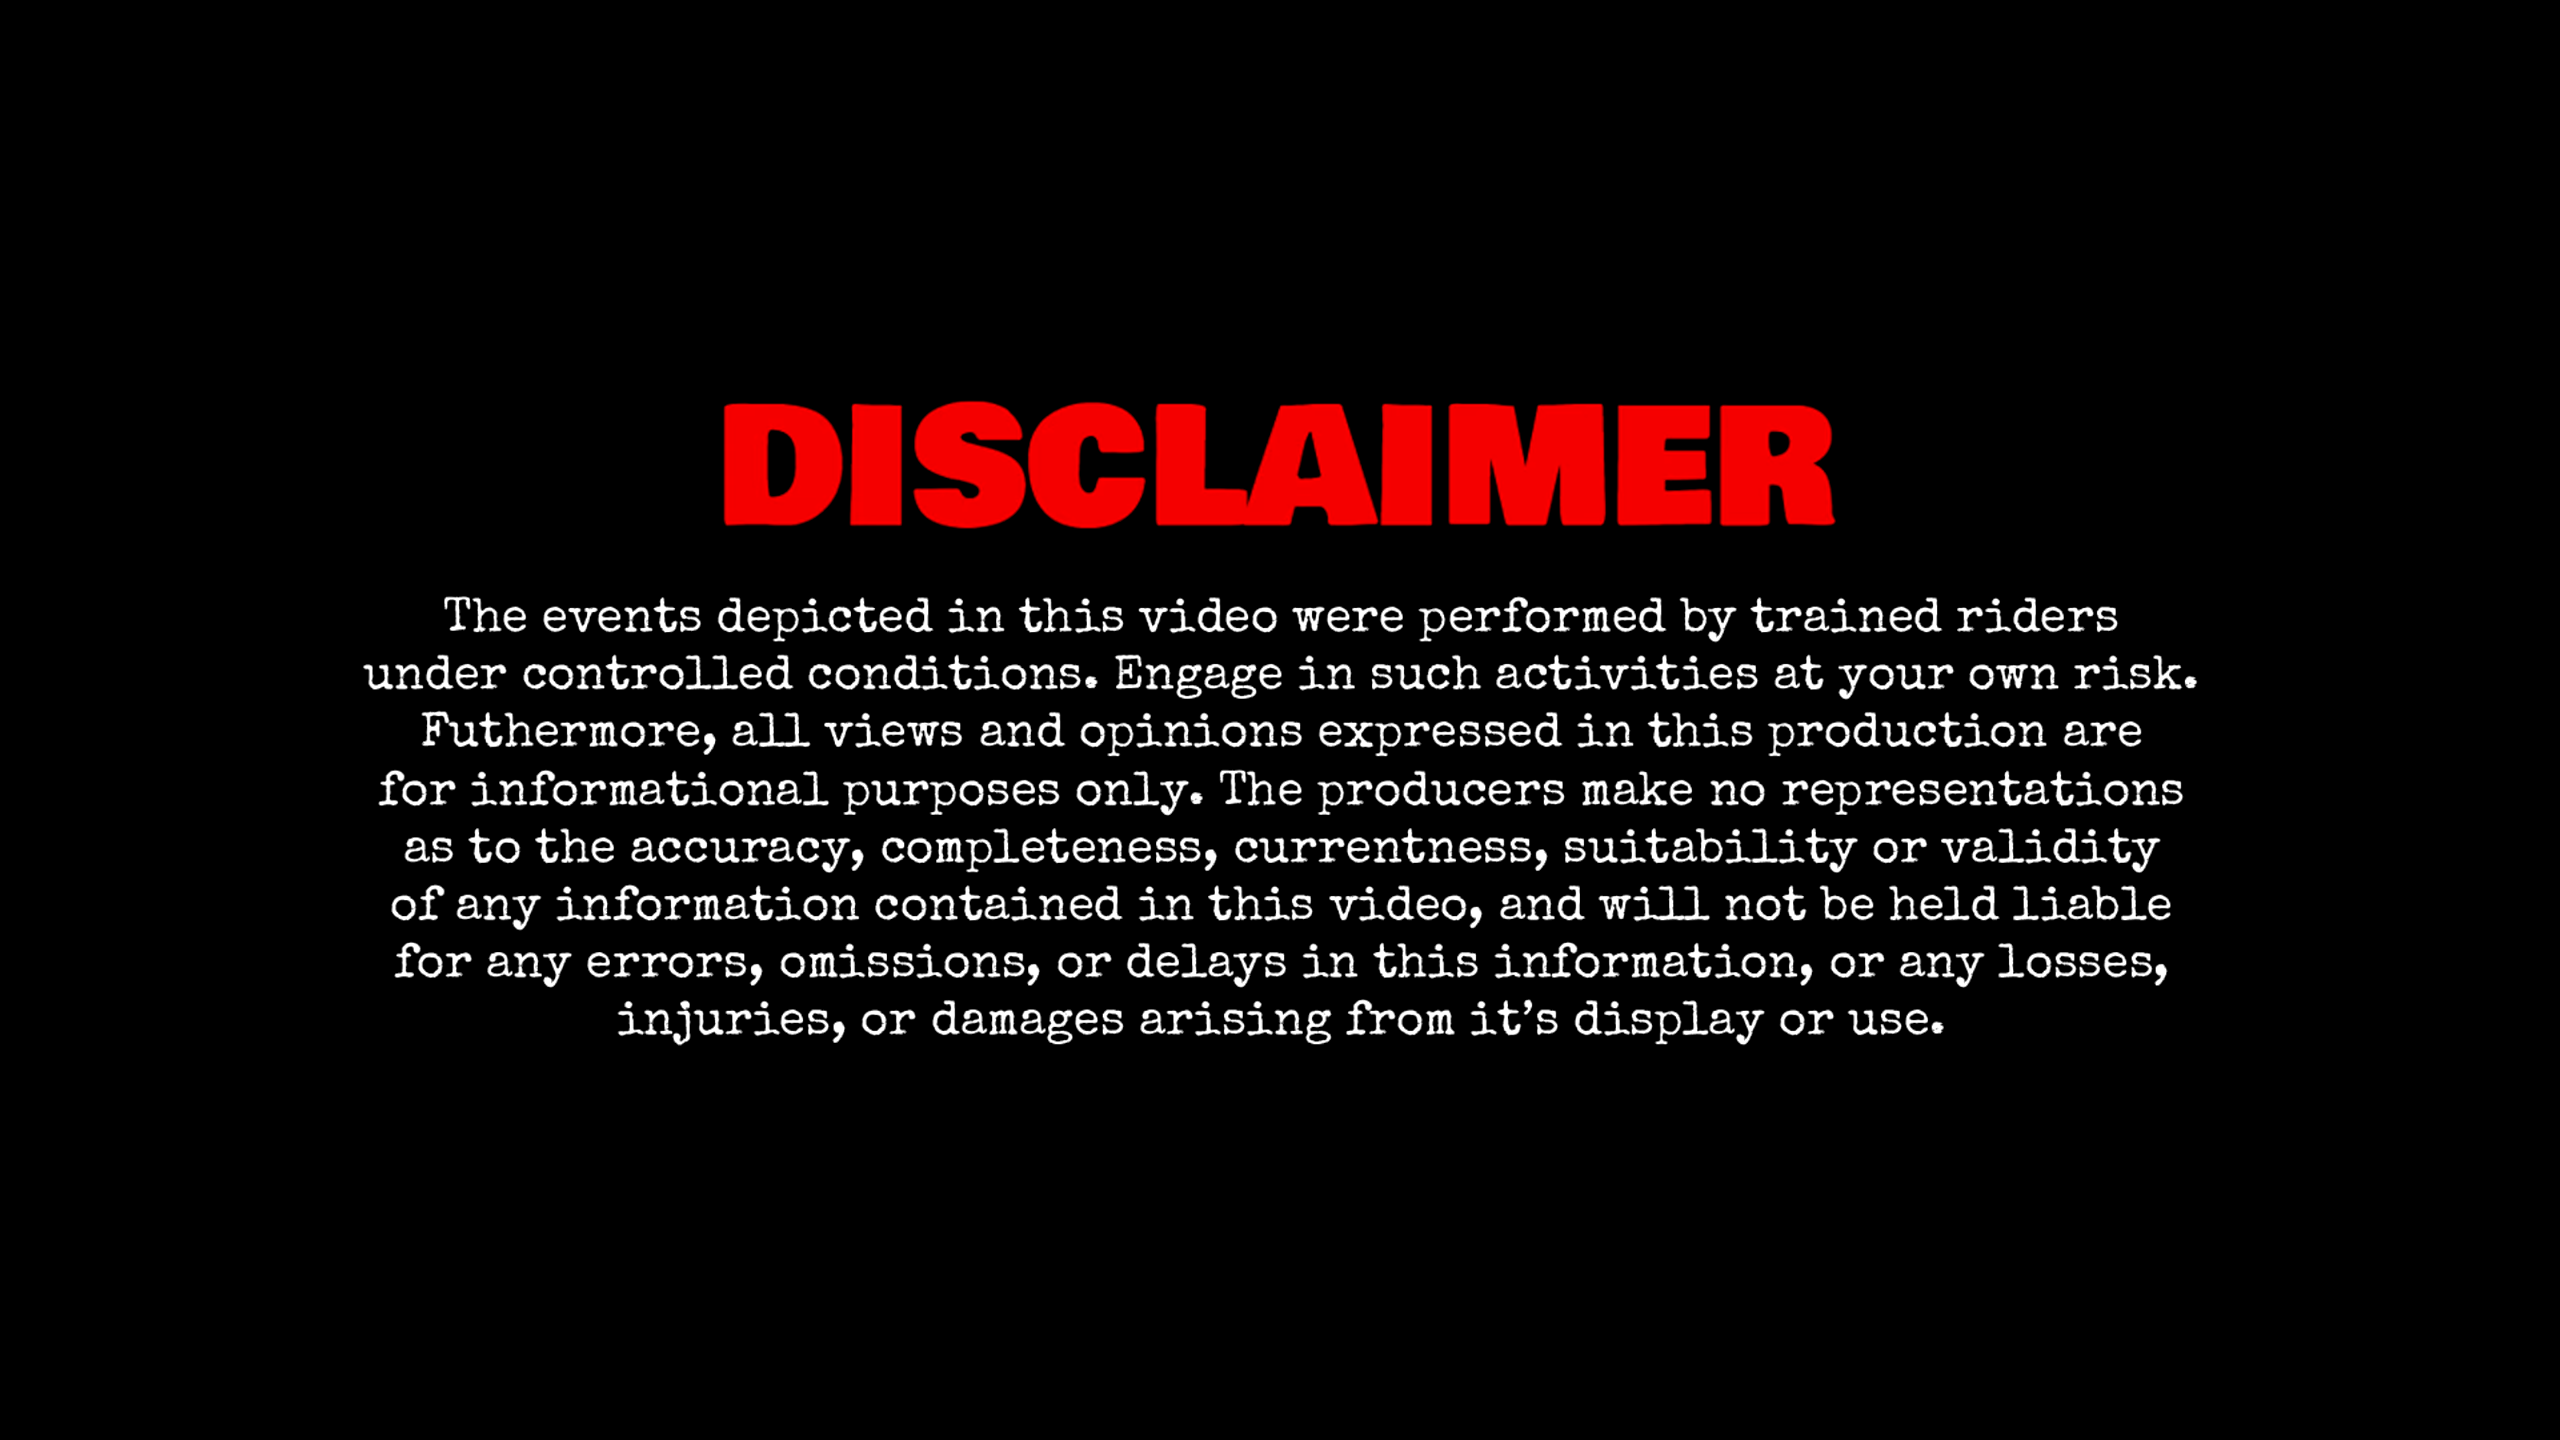 DISCLAIMER
The events depicted in this video were performed by trained riders
under controlled conditions. Engage in such activities at your own risk.
Futhermore, all views and opinions expressed in this production are
for informational purposes only. The producers make no representations
as to the accuracy, completeness, currentness, suitability or validity
of any information contained in this video, and will not be held liable
for any errors, omissions, or delays in this information, or any losses,
injuries, or damages arising from it’s display or use.